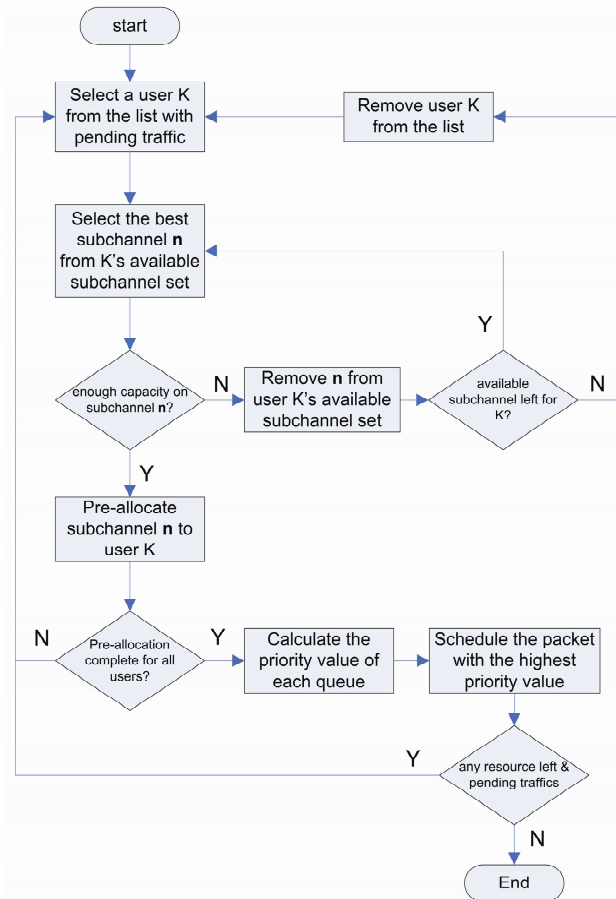 start
Select a user K
from the list with
pending traffic
Remove user K
from the list
Select the best
subchannel n
from K's available
subchannel set
Y
enough capacity on
subchannel n?
N
Remove n from
user K's available
subchannel set
available
subchannel left for
K?
N
Y
Pre-allocate
subchannel n to
user K
N
Pre-allocation
complete for all
users?
Y
Calculate the
priority value of
each queue
Schedule the packet
with the highest
priority value
Y
any resource left &
pending traffics
N
End